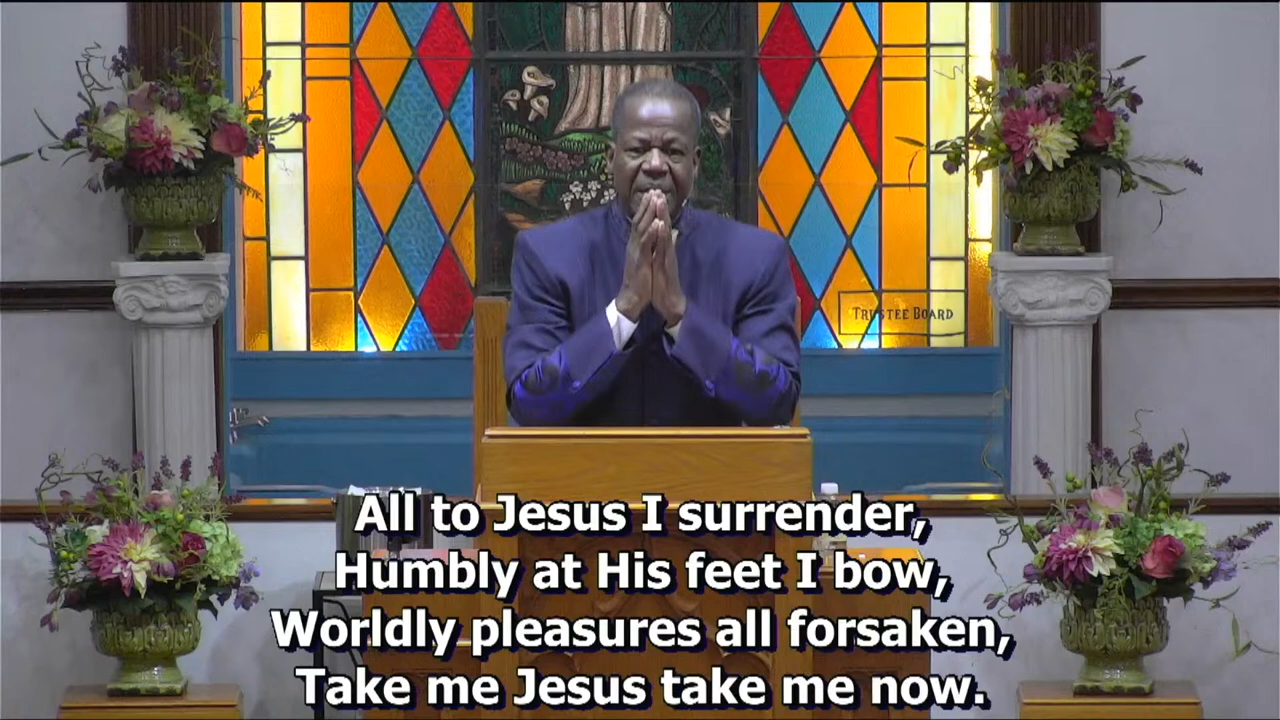 TRUSTEE BOARD
All to Jesus I surrender,
Humbly at His feet I bow,
Worldly pleasures all forsaken,
Take me Jesus take me now.